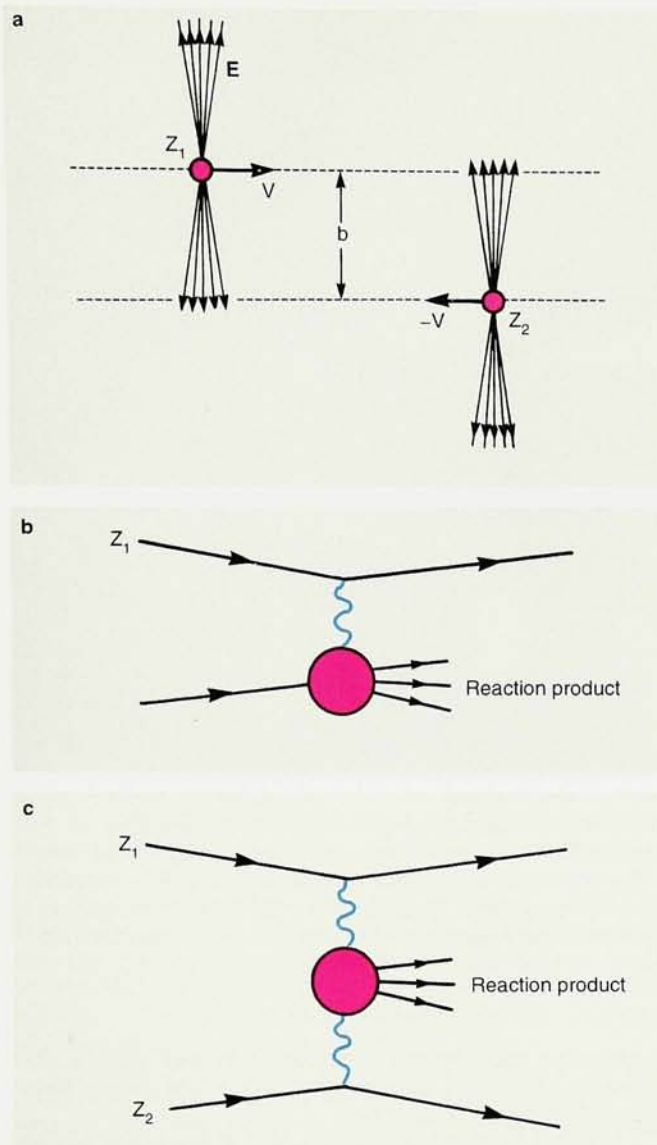 a
E
Z₁
V
b
−V
Z₂
b
Z₁
Reaction product
c
Z₁
Reaction product
Z₂